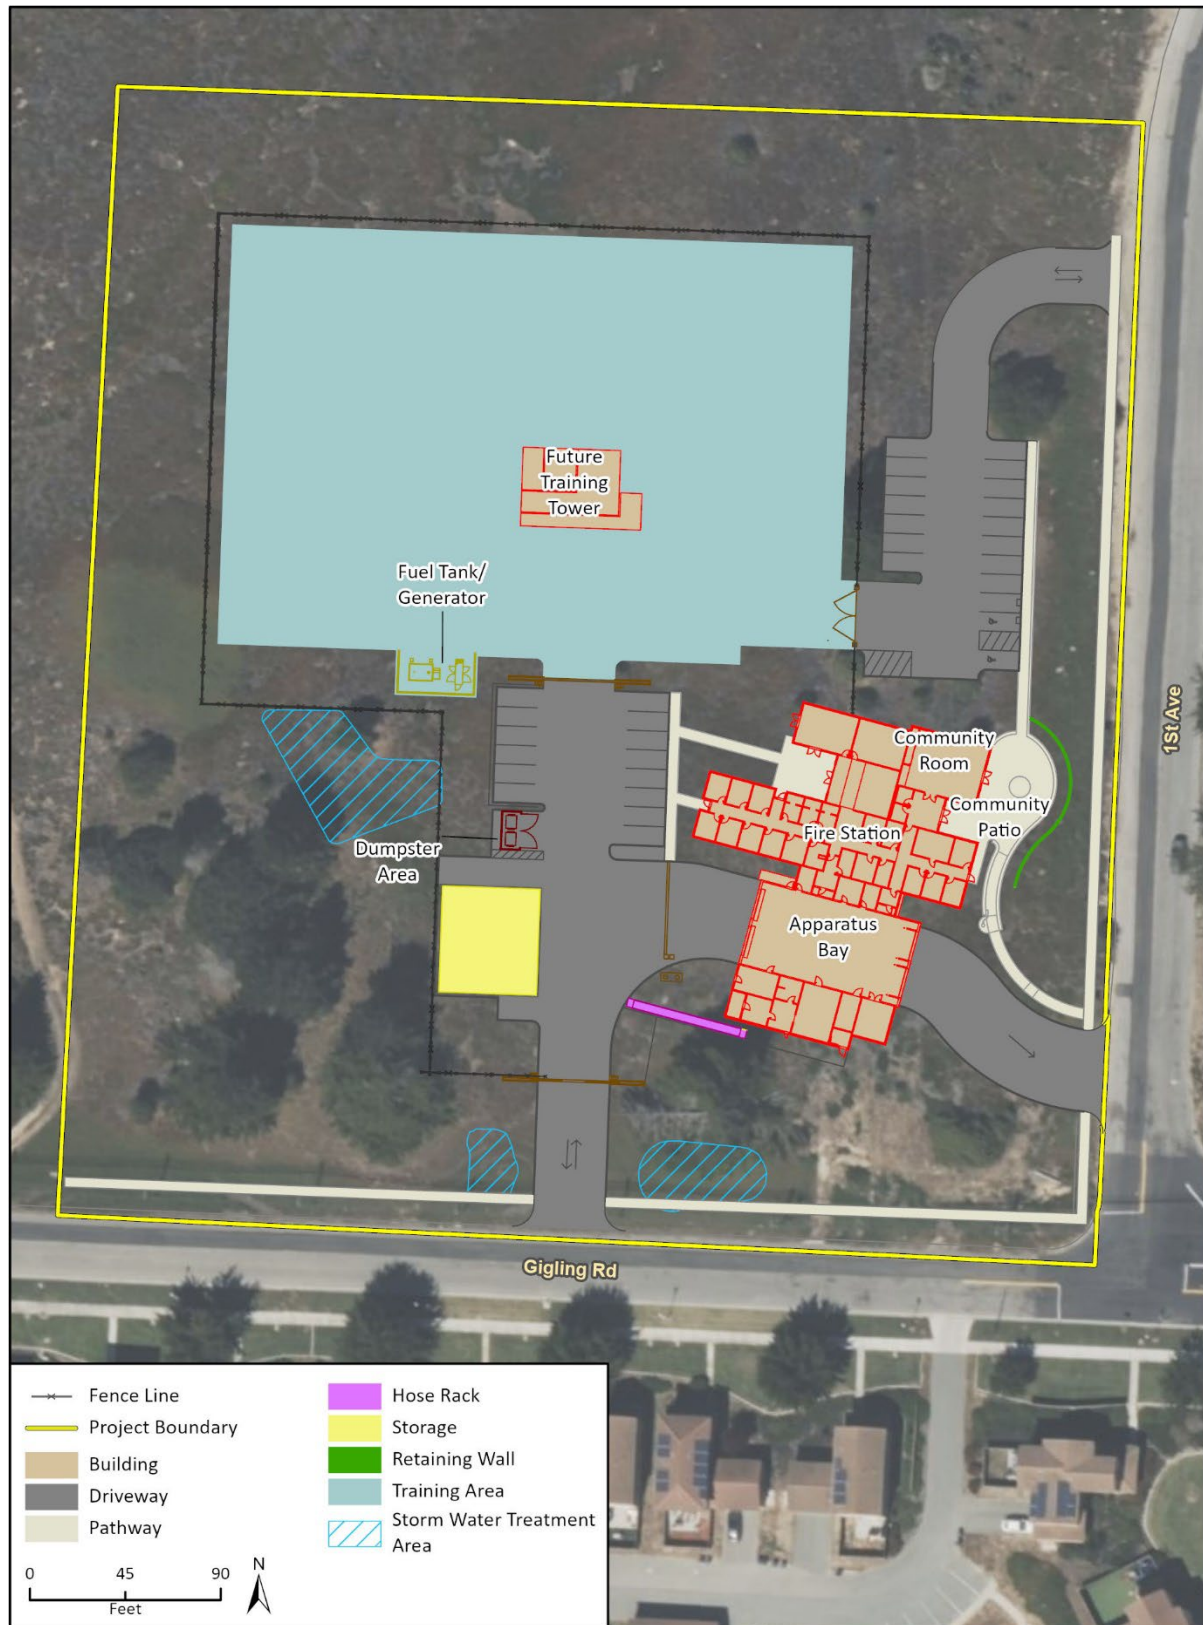 Future
Training
Tower
Fuel Tank/
Generator
Community
Room
1St Ave
Community
Patio
Fire Station
Dumpster
Area
Apparatus
Bay
Gigling Rd
Fence Line
Project Boundary
Building
Driveway
Pathway
Hose Rack
Storage
Retaining Wall
Training Area
Storm Water Treatment
Area
0 45 90
Feet
N